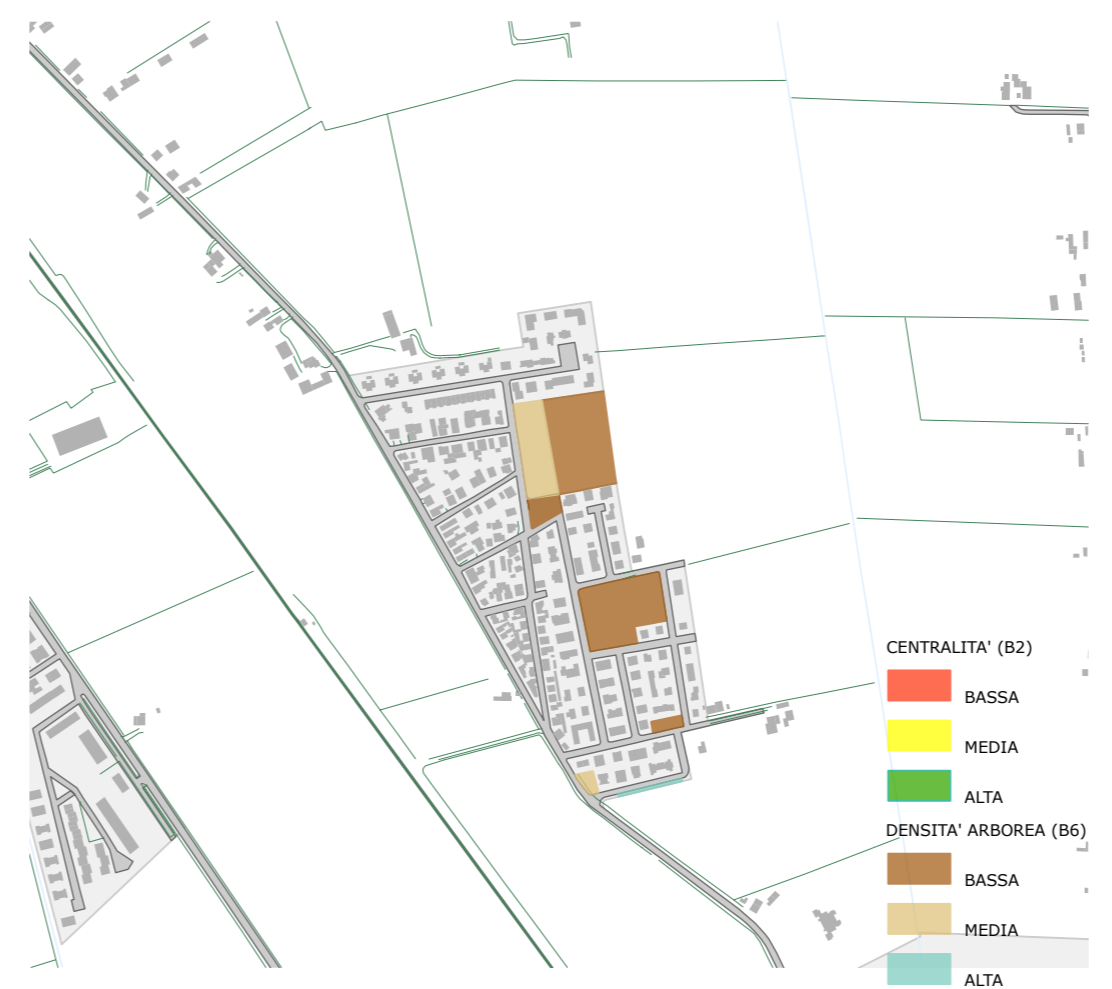 CENTRALITA' (B2)
BASSA
MEDIA
ALTA
DENSITA' ARBOREA (B6)
BASSA
MEDIA
ALTA